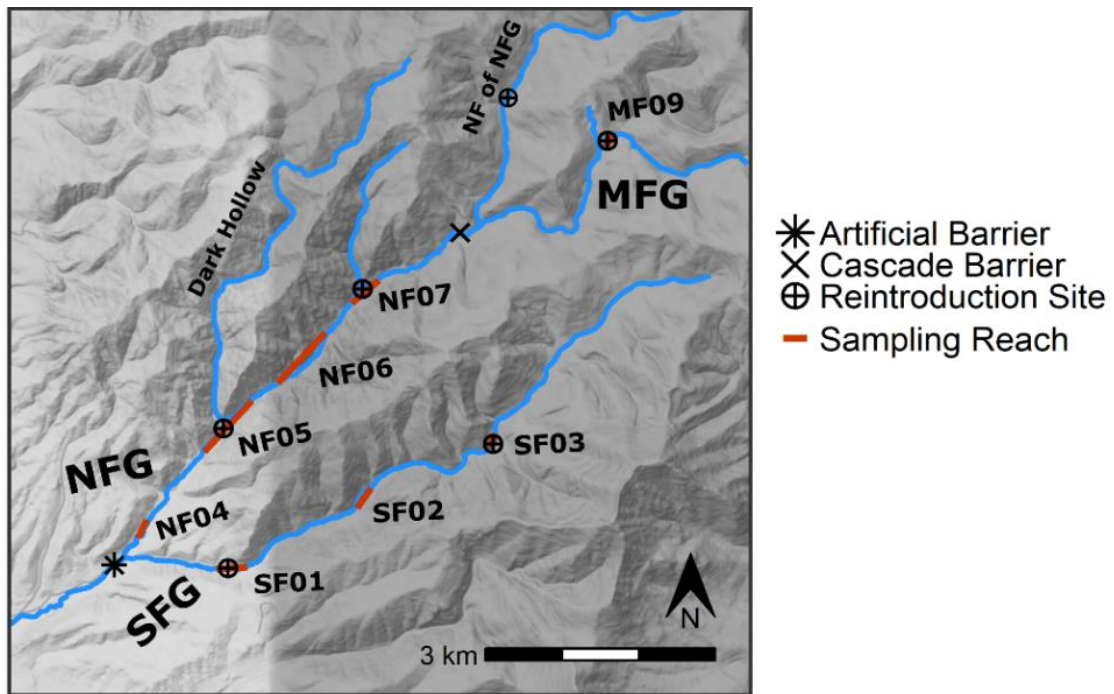 NF of NFG
MF09
MFG
Dark Hollow
NF07
NF06
NF05
SF03
NFG
SF02
NF04
SF01
SFG
N
3 km
Artificial Barrier
Cascade Barrier
Reintroduction Site
Sampling Reach